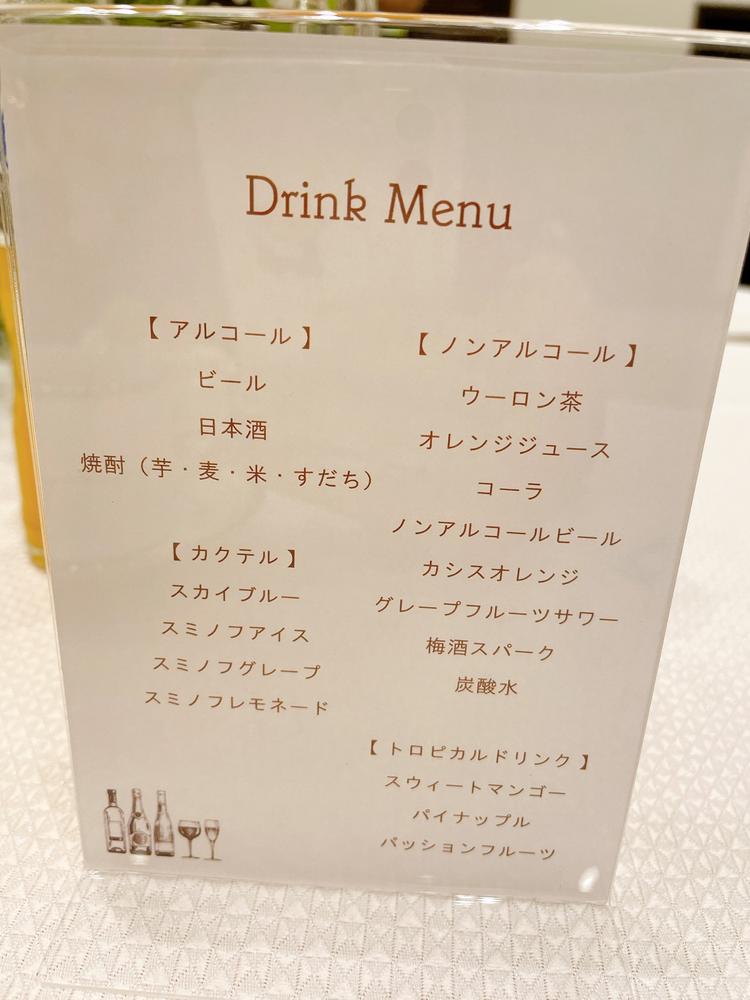 Drink Menu
【 アルコール 】
ビール
日本酒
焼酎（芋・麦・米・すだち）
【 カクテル 】
スカイブルー
スミノフアイス
スミノフグレープ
スミノフレモネード
【 ノンアルコール 】
ウーロン茶
オレンジジュース
コーラ
ノンアルコールビール
カシスオレンジ
グレープフルーツサワー
梅酒スパーク
炭酸水
【 トロピカルドリンク 】
スウィートマンゴー
パイナップル
パッションフルーツ